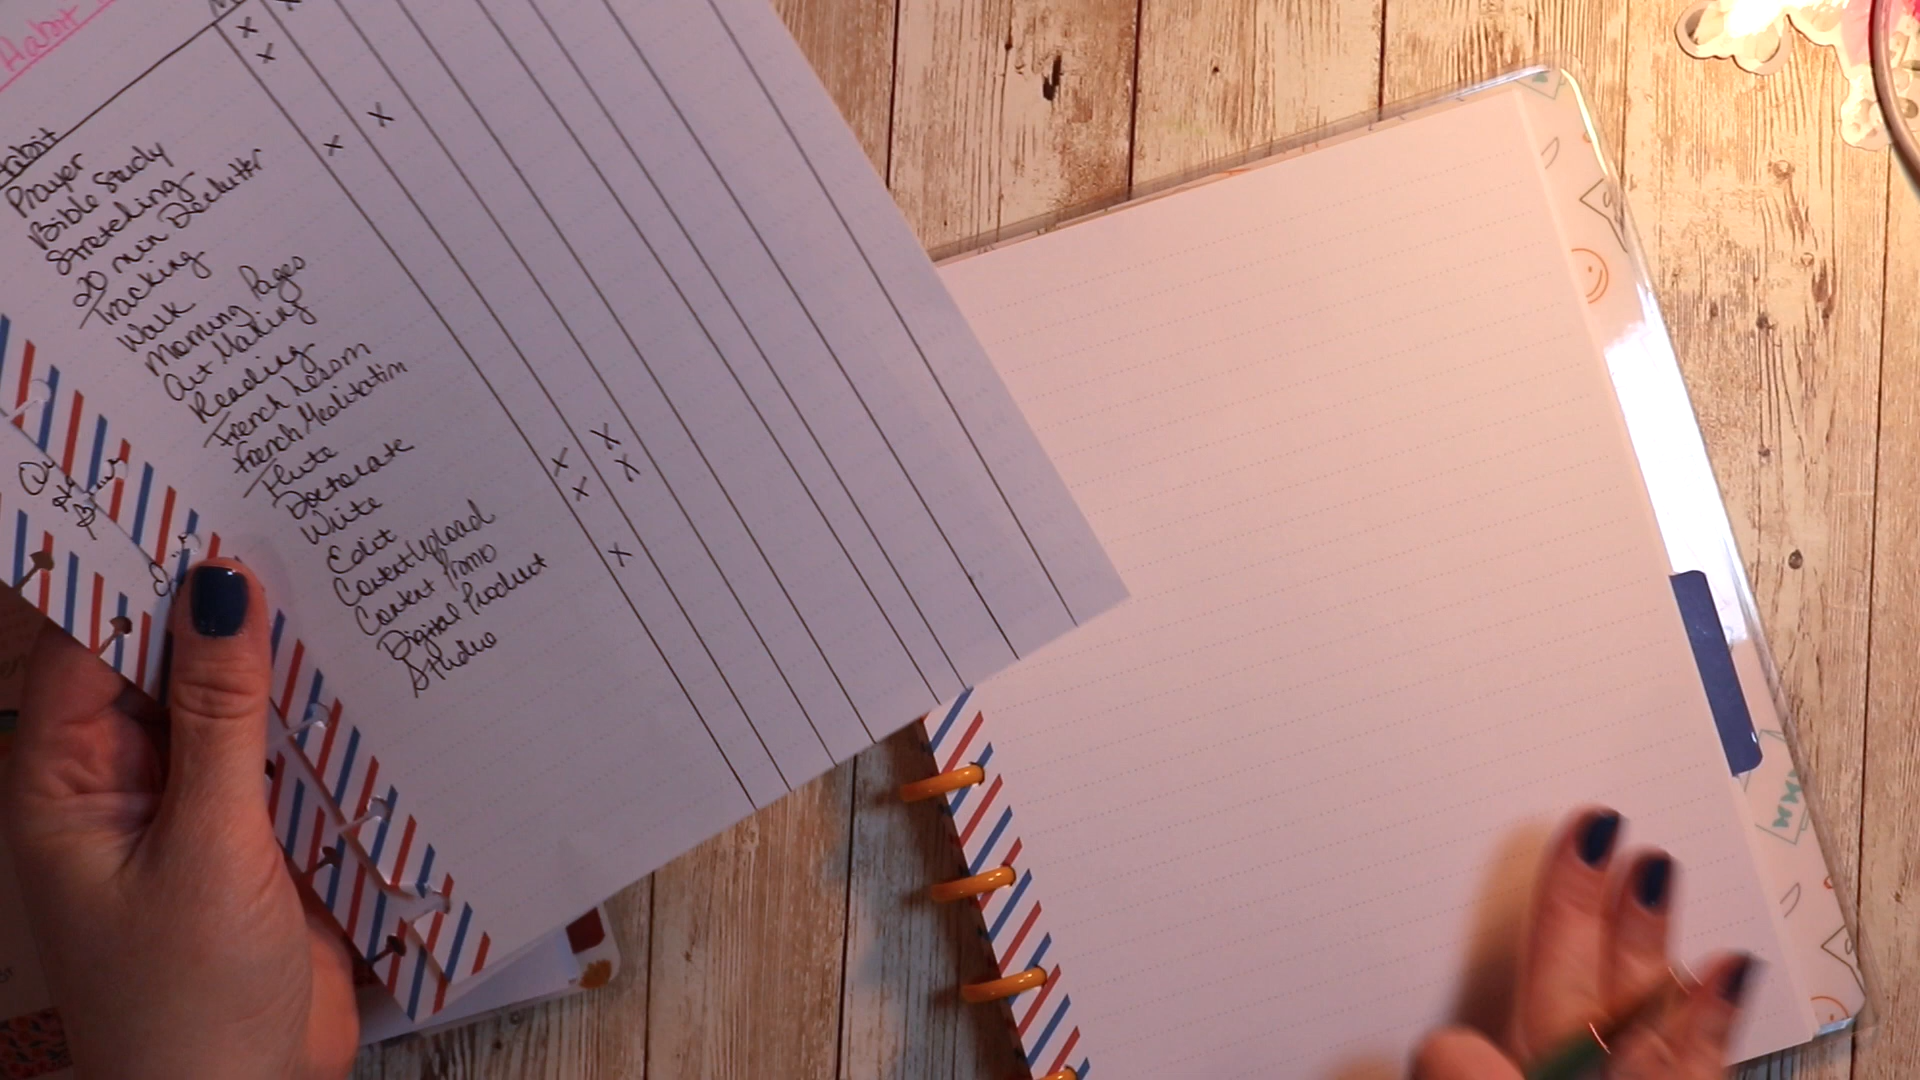 Habit
Habit
Prayer
Bible Study
Stretching
20 min Declutter
Tracking
Walk
Morning Pages
Art Making
Reading
French Lesson
French Meditation
Flute
Doctorate
Write
Edit
Content Upload
Content Promo
Digital Product
Studio
X
X
X
X
X
X
X
X
X